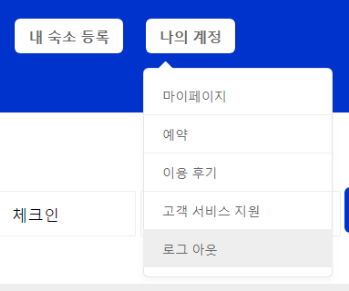 내 숙소 등록
나의 계정
마이페이지
예약
이용 후기
고객 서비스 지원
로그 아웃
체크인